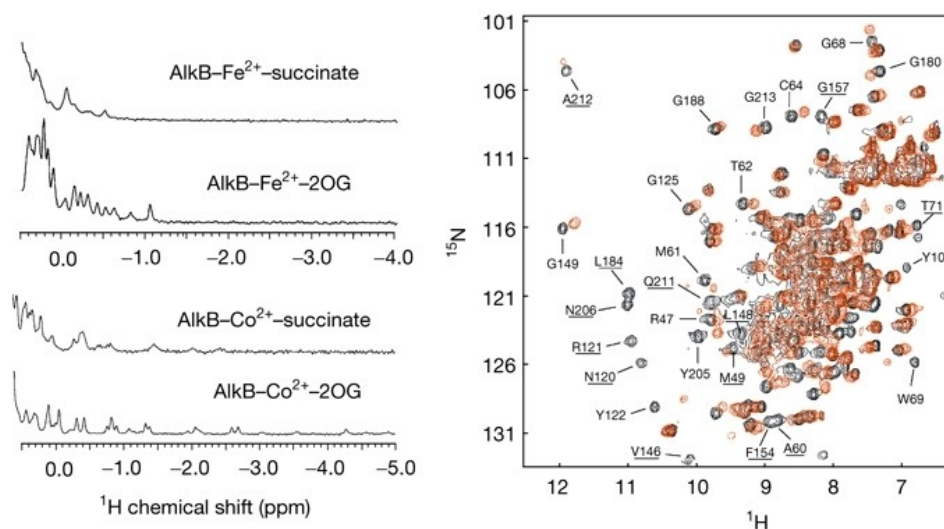 AlkB–Fe²⁺–succinate
AlkB–Fe²⁺–2OG
0.0 −1.0 −2.0 −3.0 −4.0
AlkB–Co²⁺–succinate
AlkB–Co²⁺–2OG
0.0 −1.0 −2.0 −3.0 −4.0 −5.0
¹H chemical shift (ppm)
101
106
111
116
121
126
131
¹⁵N
G68
G180
A212
G188
G213
C64
G157
G125
T62
T71
G149
Y10
L184
M61
Q211
N206
R47
L148
R121
N120
Y205
M49
W69
Y122
V146
F154
A60
12 11 10 9 8 7
¹H